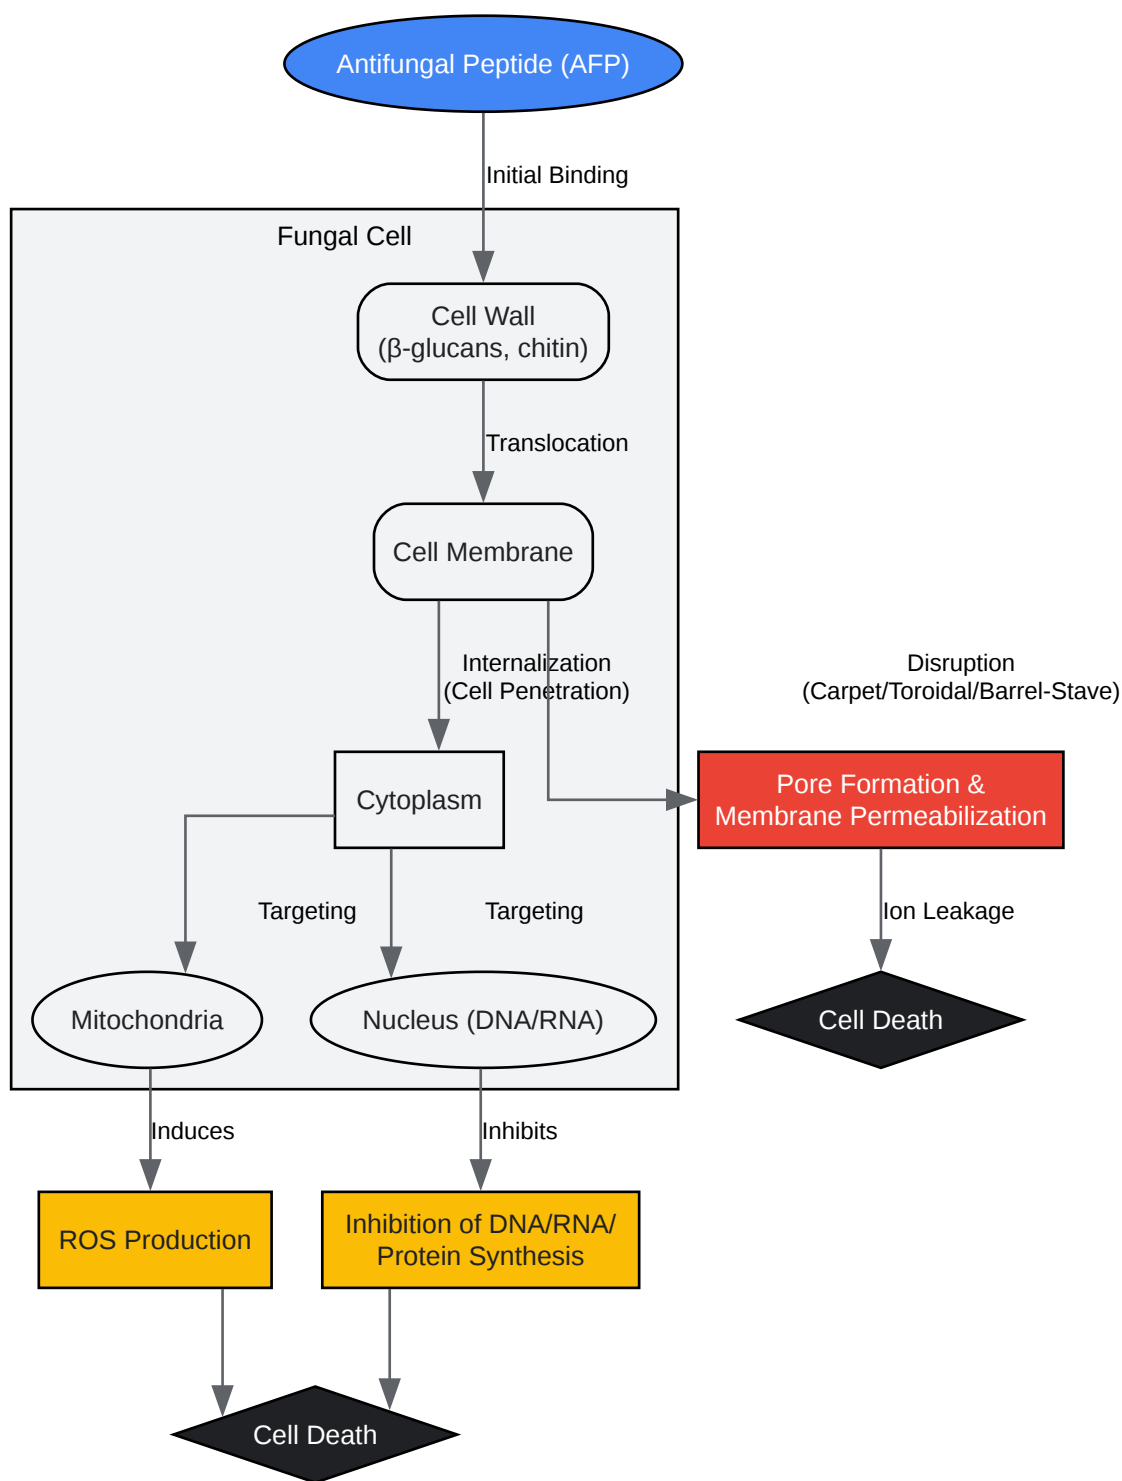 Antifungal Peptide (AFP)
Initial Binding
Fungal Cell
Cell Wall
(β-glucans, chitin)
Translocation
Cell Membrane
Internalization
(Cell Penetration)
Disruption
(Carpet/Toroidal/Barrel-Stave)
Cytoplasm
Pore Formation &
Membrane Permeabilization
Targeting
Targeting
Ion Leakage
Mitochondria
Nucleus (DNA/RNA)
Cell Death
Induces
Inhibits
ROS Production
Inhibition of DNA/RNA/
Protein Synthesis
Cell Death